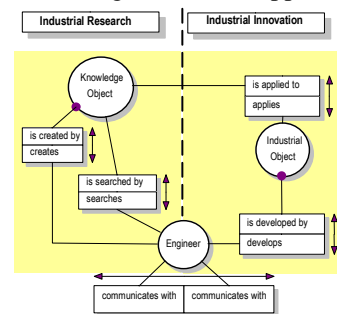 Industrial Research
Industrial Innovation
Knowledge
Object
is applied to
applies
is created by
creates
Industrial
Object
is searched by
searches
is developed by
develops
Engineer
communicates with
communicates with